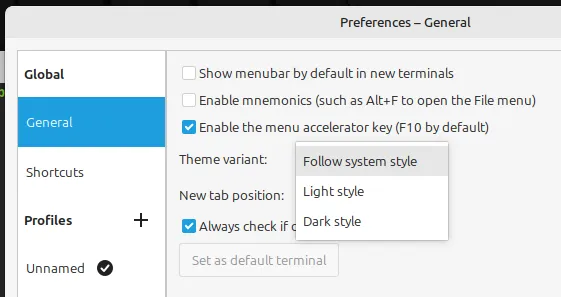 Preferences – General
Global
General
Shortcuts
Profiles
Unnamed
Show menubar by default in new terminals
Enable mnemonics (such as Alt+F to open the File menu)
Enable the menu accelerator key (F10 by default)
Theme variant:
Follow system style
Light style
Dark style
New tab position:
Always check if
Set as default terminal